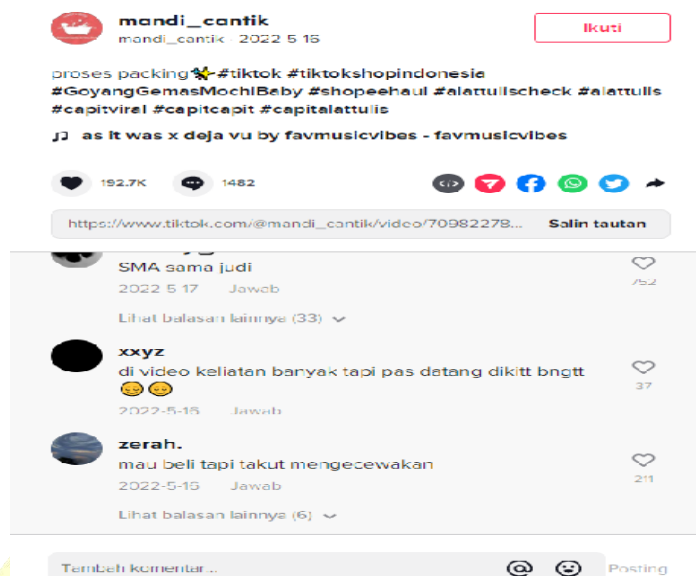 mandi_cantik
mandi_cantik · 2022-5-15
Ikuti
proses packing✨#tiktok #tiktokshopindonesia
#GoyangGemasMochiBaby #shopeehaul #alattulischeck #alattulis
#capitviral #capitcapit #capitalattulis
♫ as it was x deja vu by favmusicvibes - favmusicvibes
192.7K
1482
https://www.tiktok.com/@mandi_cantik/video/70982278...
Salin tautan
SMA sama judi
2022-5-17 Jawab
752
Lihat balasan lainnya (33)
xxyz
di video keliatan banyak tapi pas datang dikitt bngtt
😔😔
2022-5-16 Jawab
37
zerah.
mau beli tapi takut mengecewakan
2022-5-15 Jawab
211
Lihat balasan lainnya (6)
Tambah komentar...
Posting